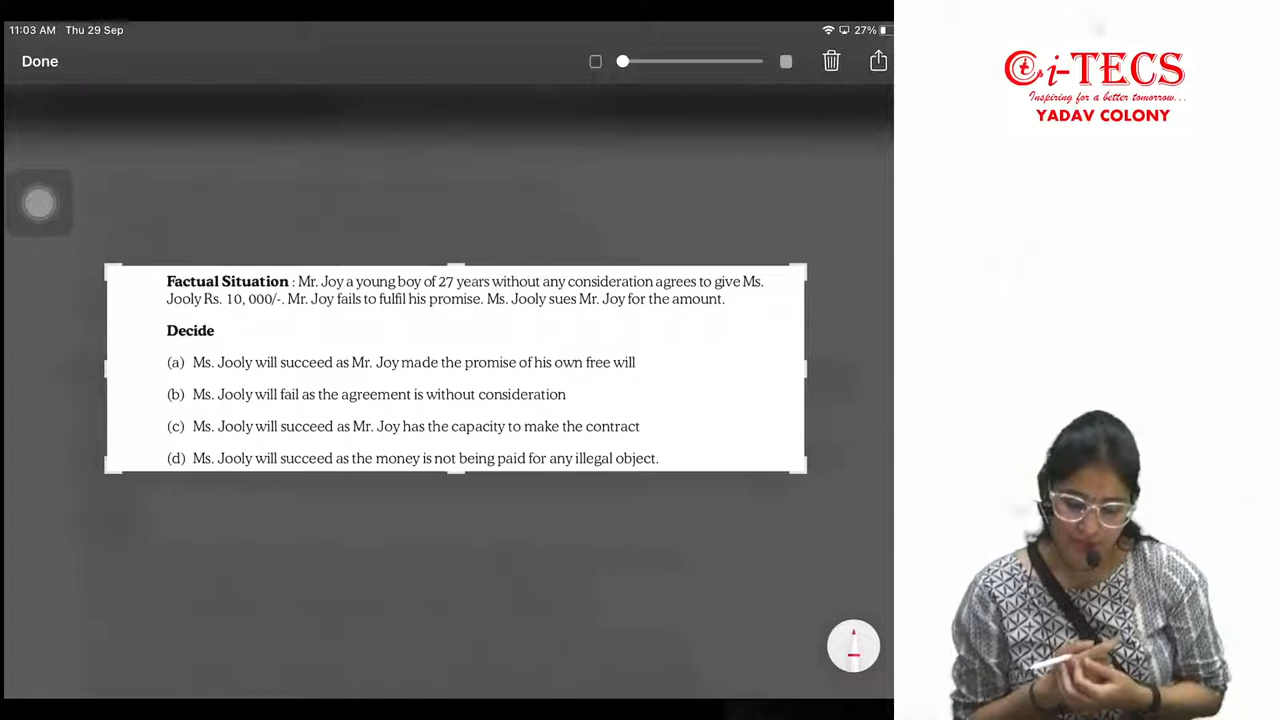 11:03 AM Thu 29 Sep
27%
Done
i-TECS
Inspiring for a better tomorrow...
YADAV COLONY
Factual Situation : Mr. Joy a young boy of 27 years without any consideration agrees to give Ms.
Jooly Rs. 10, 000/-. Mr. Joy fails to fulfil his promise. Ms. Jooly sues Mr. Joy for the amount.
Decide
(a) Ms. Jooly will succeed as Mr. Joy made the promise of his own free will
(b) Ms. Jooly will fail as the agreement is without consideration
(c) Ms. Jooly will succeed as Mr. Joy has the capacity to make the contract
(d) Ms. Jooly will succeed as the money is not being paid for any illegal object.